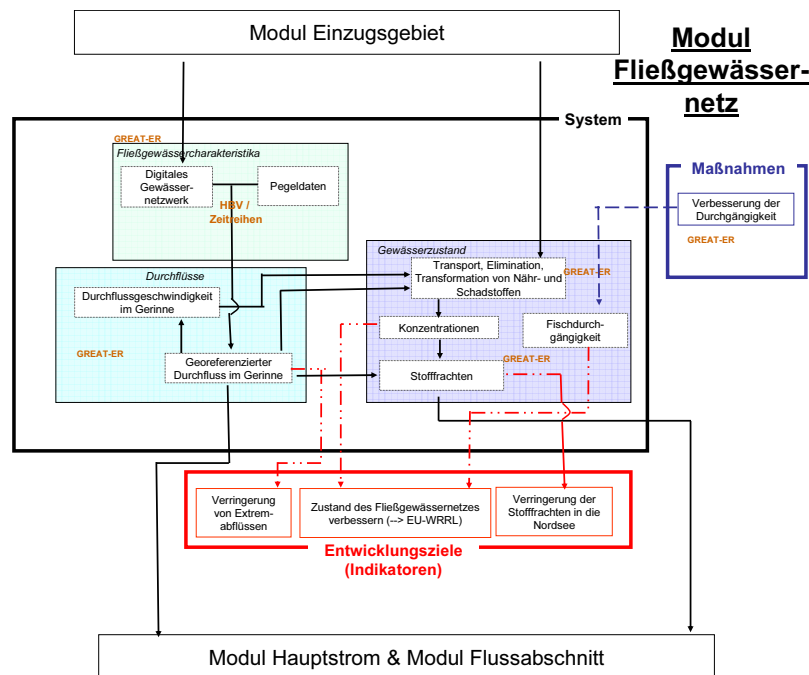 Modul Einzugsgebiet
Modul
Fließgewässer-
netz
System
GREAT-ER
Fließgewässercharakteristika
Digitales
Gewässer-
netzwerk
Pegeldaten
HBV /
Zeitreihen
Maßnahmen
Verbesserung der
Durchgängigkeit
GREAT-ER
Gewässerzustand
Transport, Elimination,
Transformation von Nähr- und
Schadstoffen
GREAT-ER
Durchflüsse
Durchflussgeschwindigkeit
im Gerinne
Konzentrationen
Fischdurch-
gängigkeit
GREAT-ER
Georeferenzierter
Durchfluss im Gerinne
GREAT-ER
Stofffrachten
Verringerung
von Extrem-
abflüssen
Zustand des Fließgewässernetzes
verbessern (--> EU-WRRL)
Verringerung der
Stofffrachten in die
Nordsee
Entwicklungsziele
(Indikatoren)
Modul Hauptstrom & Modul Flussabschnitt